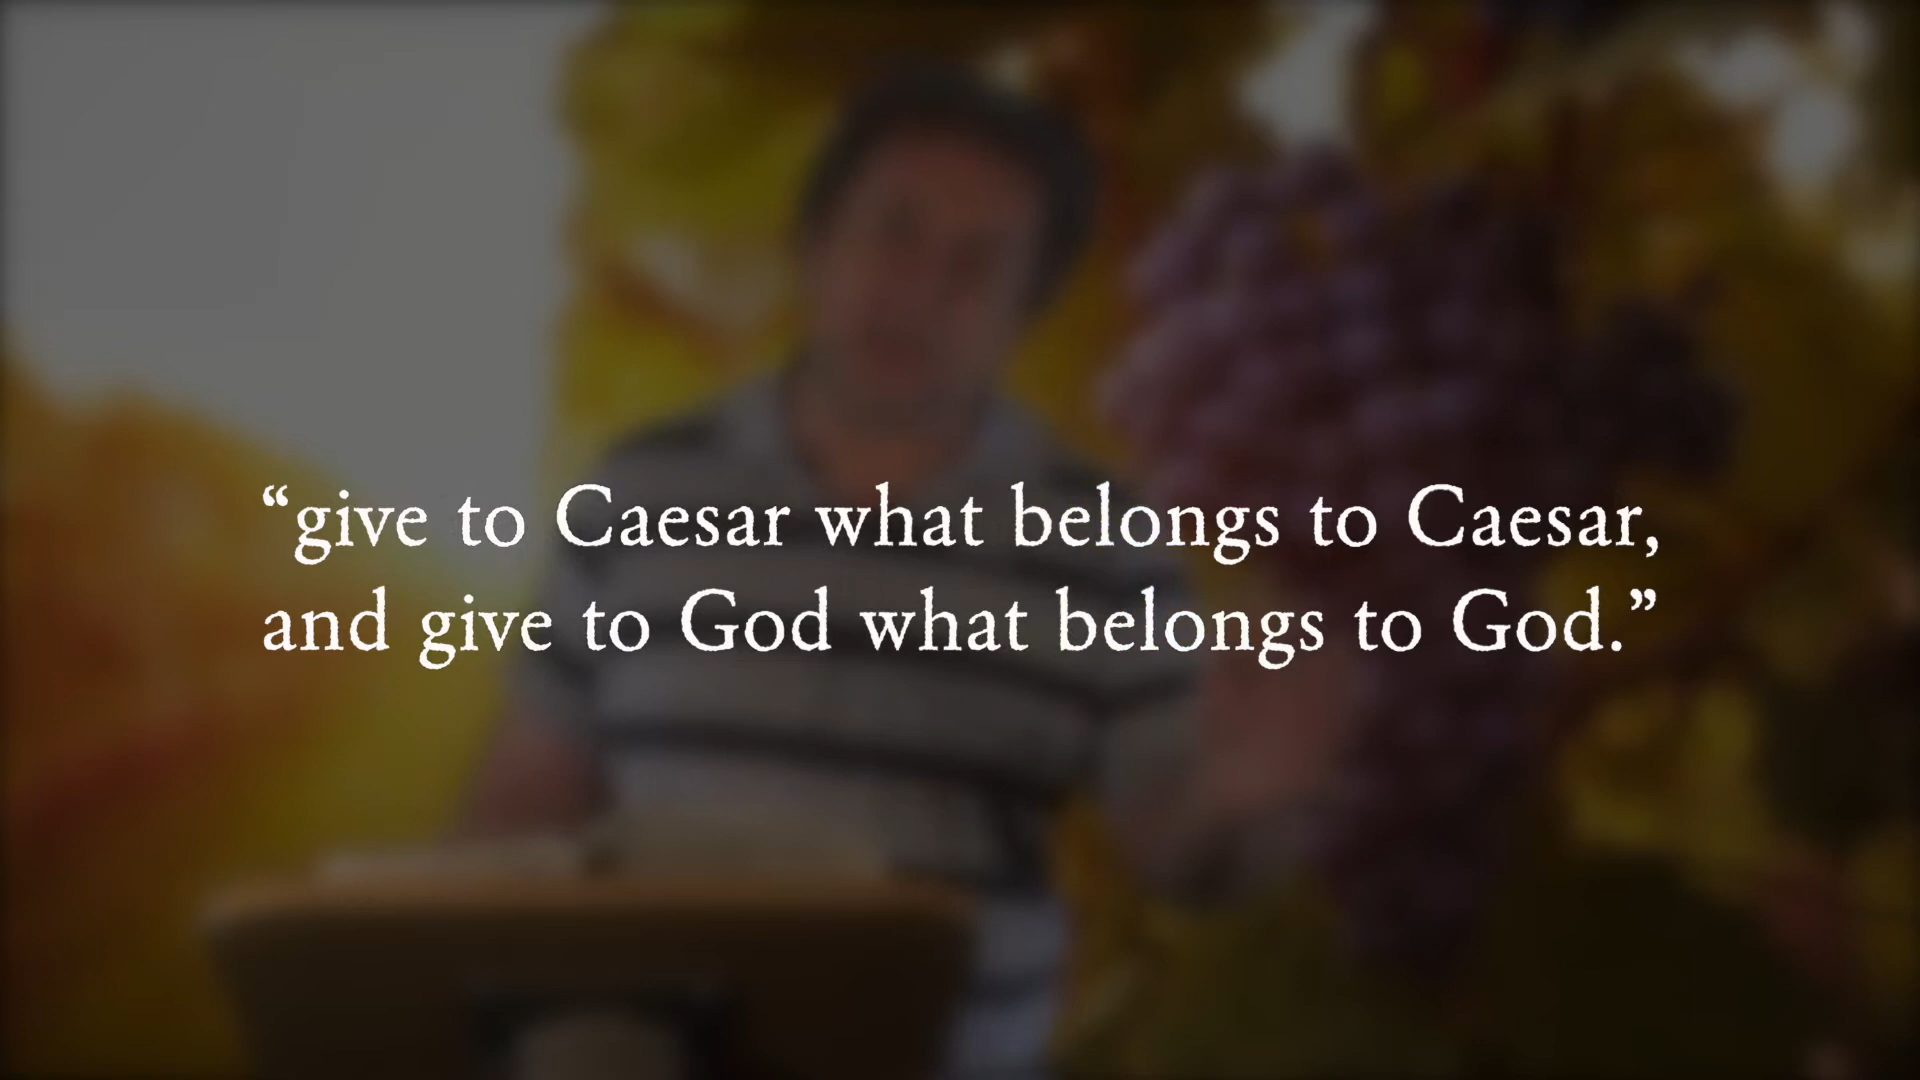 “give to Caesar what belongs to Caesar,
and give to God what belongs to God.”